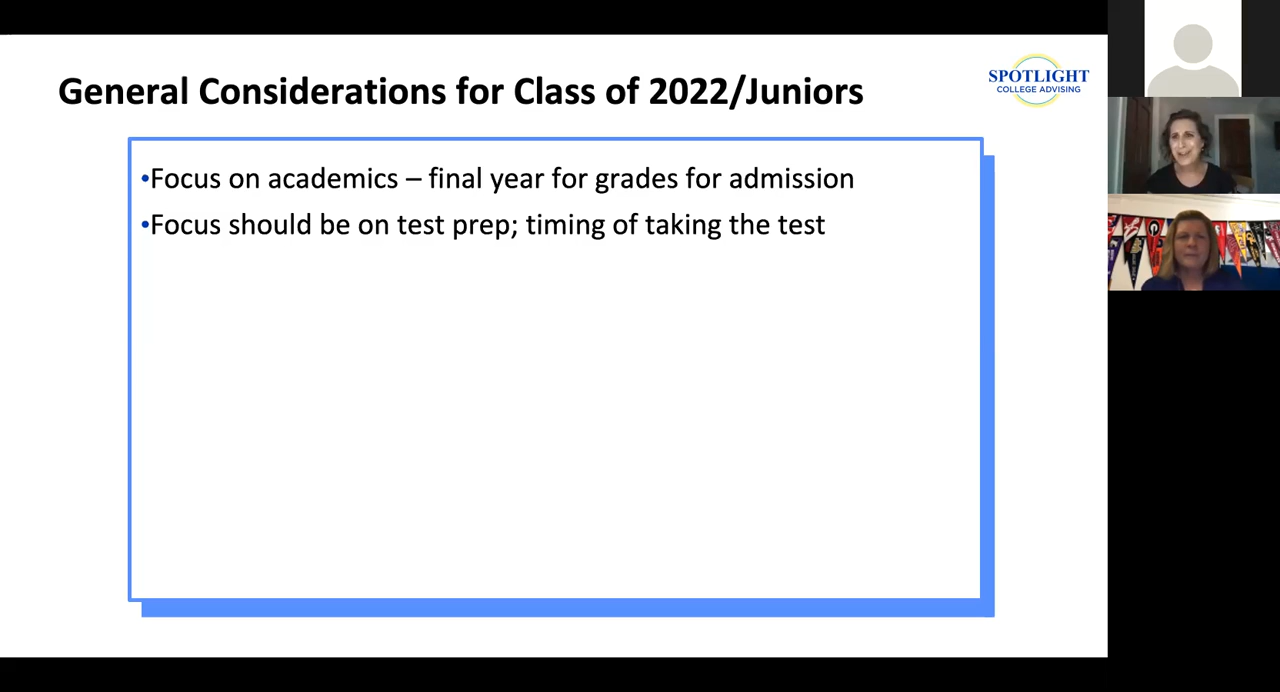 General Considerations for Class of 2022/Juniors
SPOTLIGHT
COLLEGE ADVISING
•Focus on academics – final year for grades for admission
•Focus should be on test prep; timing of taking the test